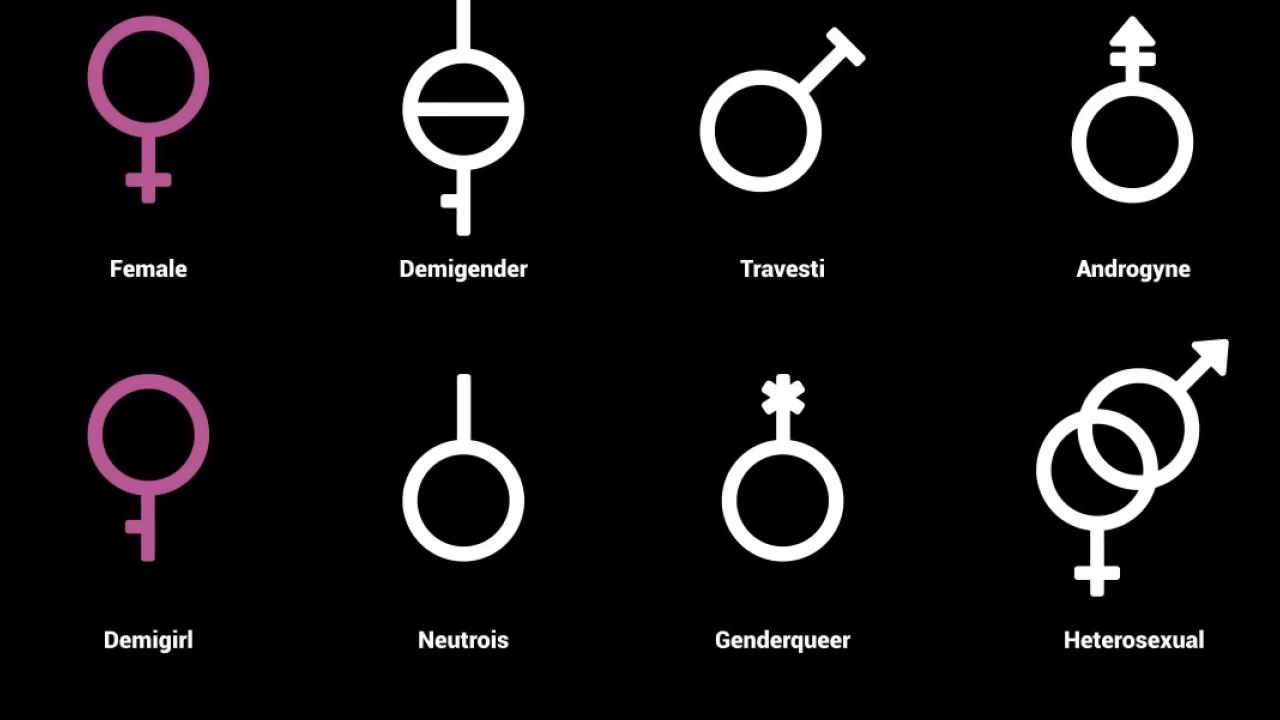 Female
Demigender
Travesti
Androgyne
Demigirl
Neutrois
Genderqueer
Heterosexual